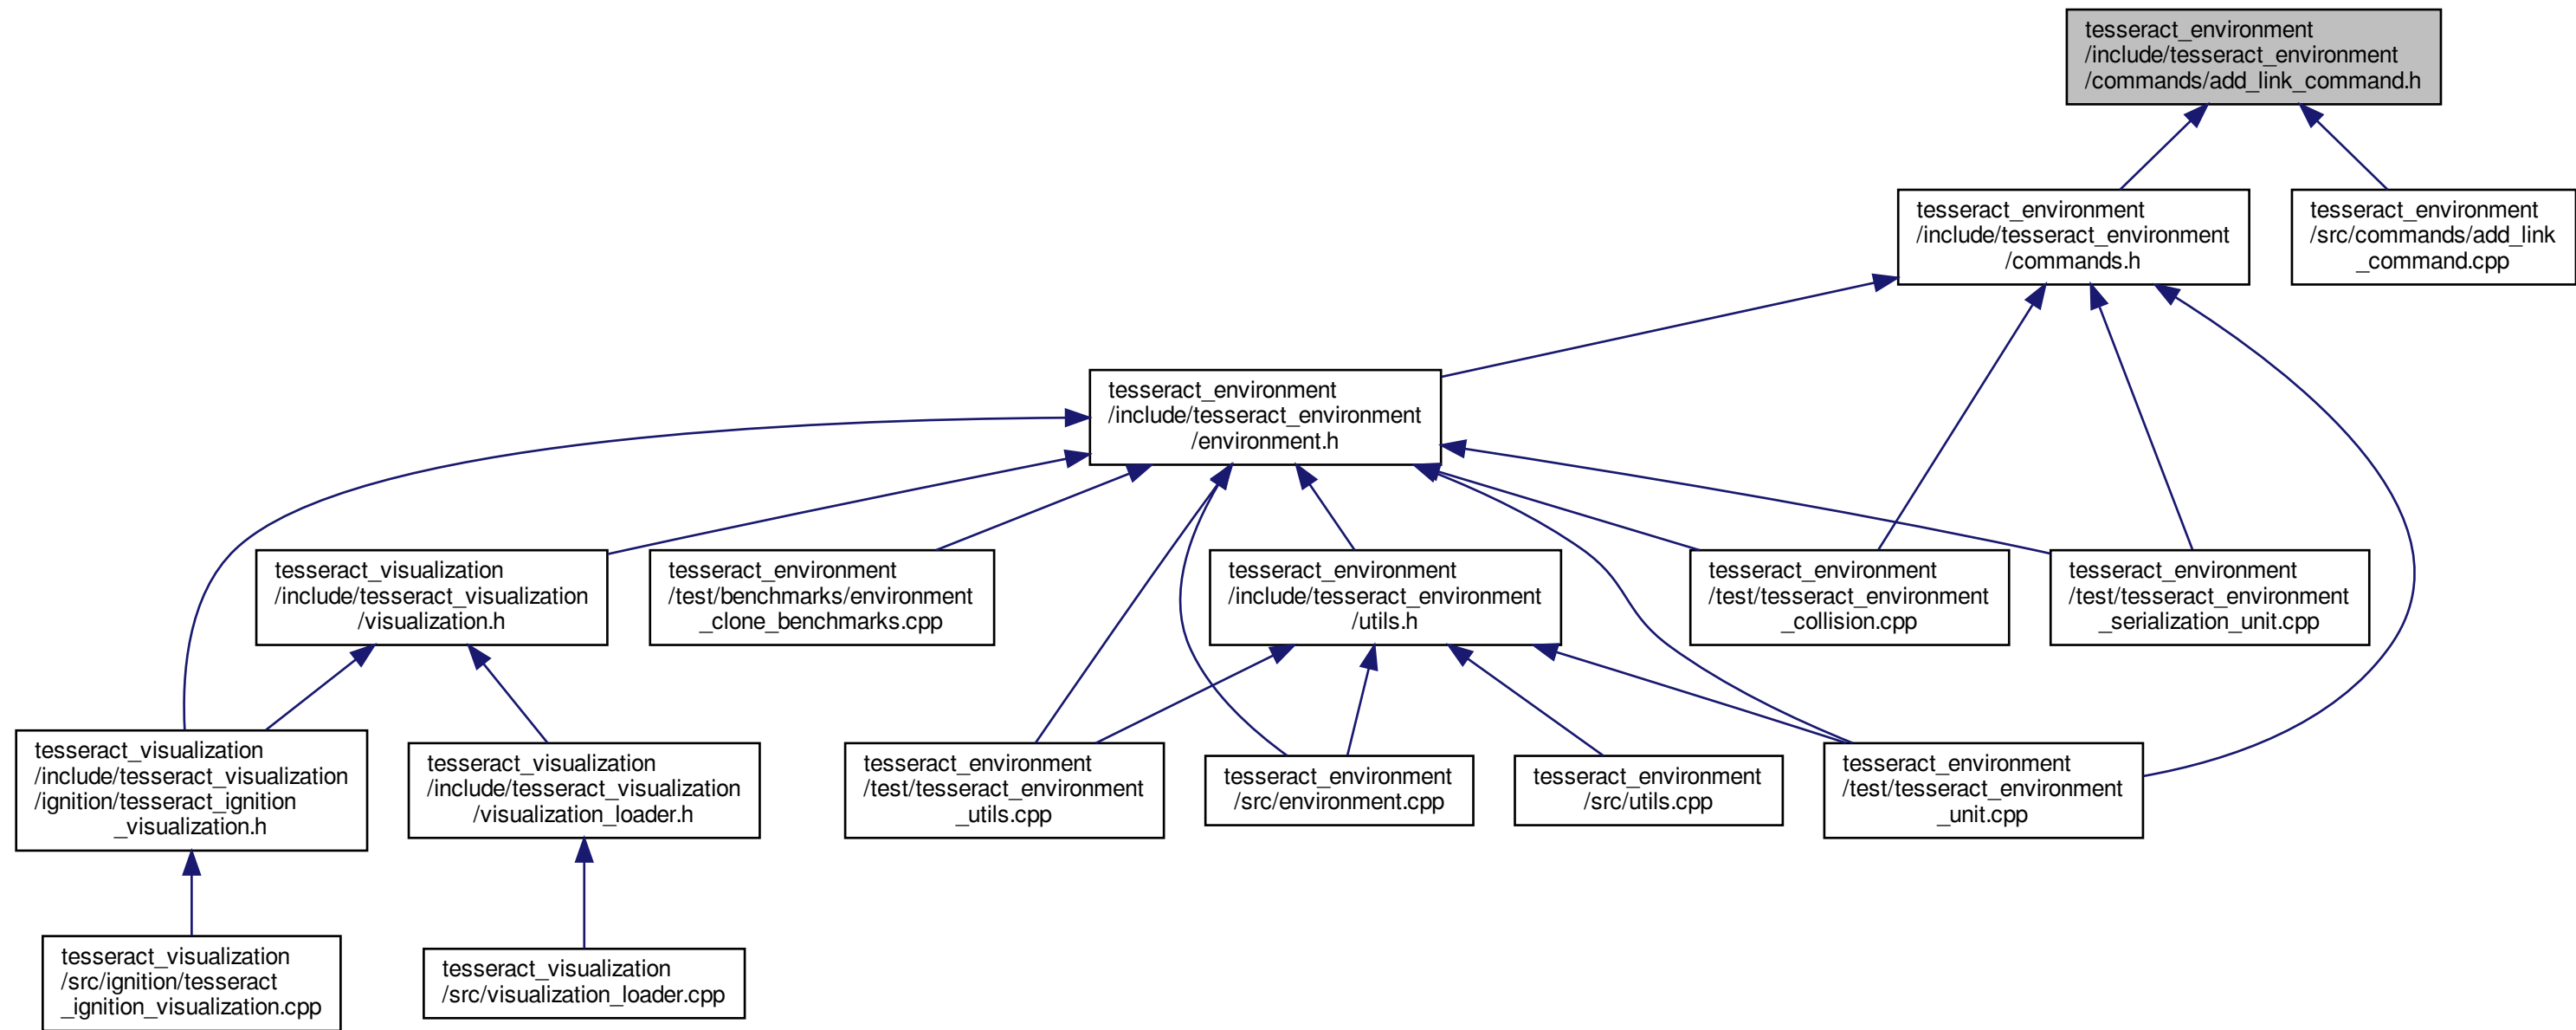 tesseract_environment
/include/tesseract_environment
/commands/add_link_command.h
tesseract_environment
/include/tesseract_environment
/commands.h
tesseract_environment
/src/commands/add_link
_command.cpp
tesseract_environment
/include/tesseract_environment
/environment.h
tesseract_visualization
/include/tesseract_visualization
/visualization.h
tesseract_environment
/test/benchmarks/environment
_clone_benchmarks.cpp
tesseract_environment
/include/tesseract_environment
/utils.h
tesseract_environment
/test/tesseract_environment
_collision.cpp
tesseract_environment
/test/tesseract_environment
_serialization_unit.cpp
tesseract_visualization
/include/tesseract_visualization
/ignition/tesseract_ignition
_visualization.h
tesseract_visualization
/include/tesseract_visualization
/visualization_loader.h
tesseract_environment
/test/tesseract_environment
_utils.cpp
tesseract_environment
/src/environment.cpp
tesseract_environment
/src/utils.cpp
tesseract_environment
/test/tesseract_environment
_unit.cpp
tesseract_visualization
/src/ignition/tesseract
_ignition_visualization.cpp
tesseract_visualization
/src/visualization_loader.cpp